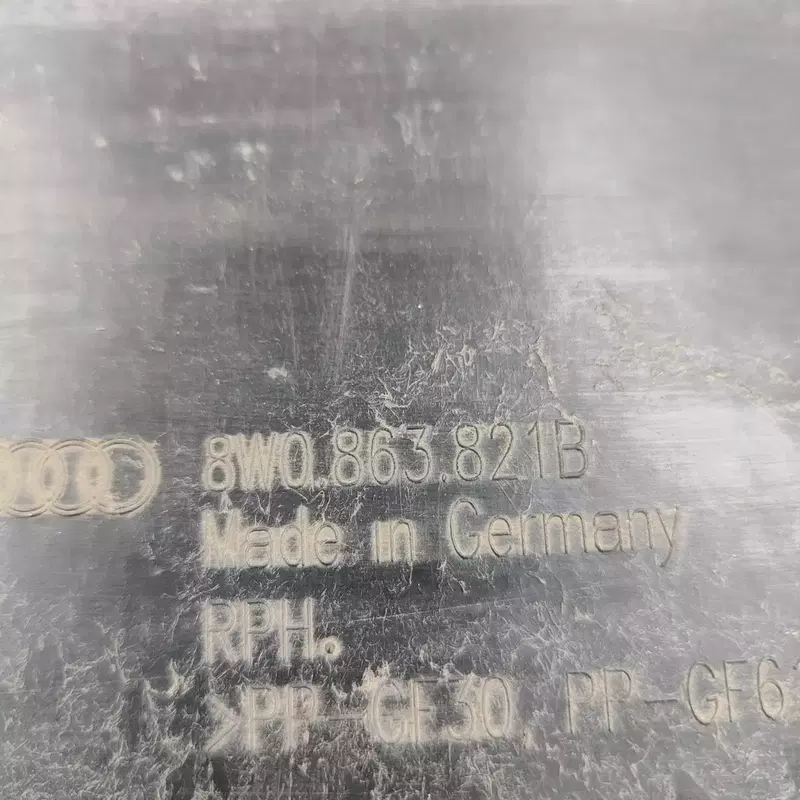 8W0.863.821B
Made in Germany
RPH.
>PP-GF30 PP-GF6